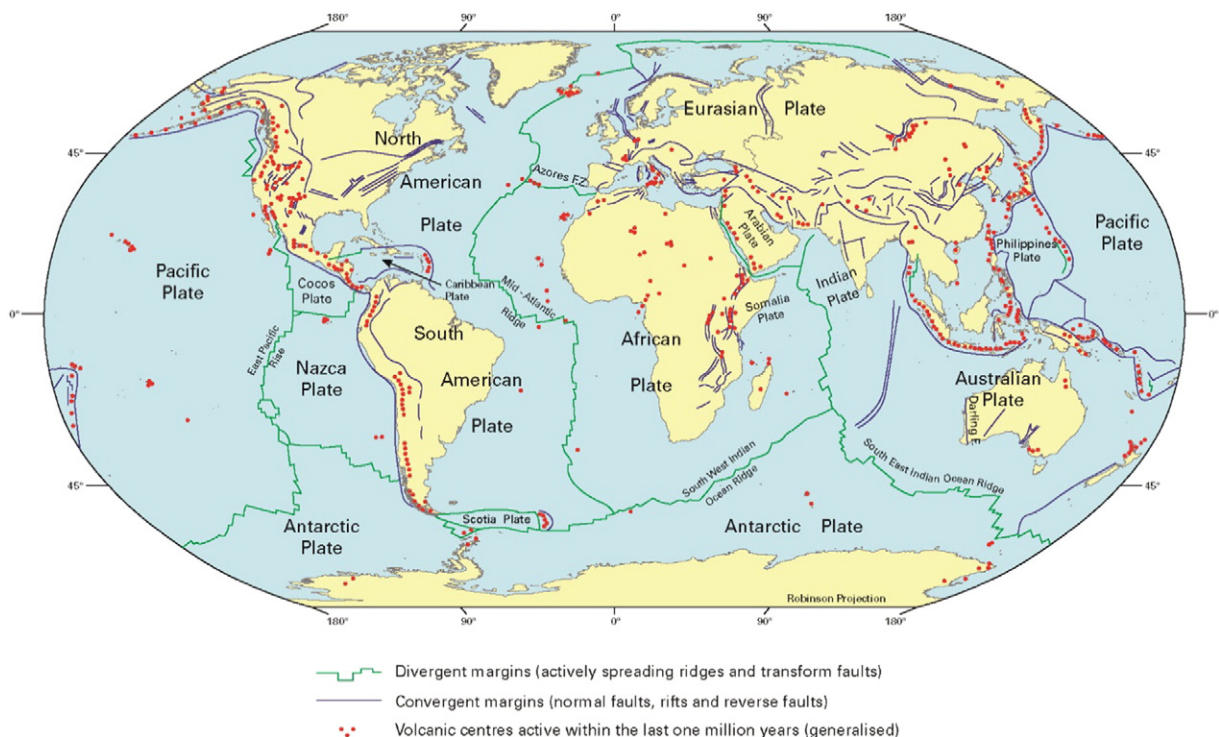 180°
90°
0°
90°
180°
45°
45°
0°
0°
45°
45°
180°
90°
0°
90°
180°
North
American
Plate
Eurasian Plate
Azores F.Z.
Arabian
Plate
Pacific
Plate
Philippines
Plate
Pacific
Plate
Cocos
Plate
Caribbean
Plate
Mid-Atlantic
Ridge
Indian
Plate
Somalia
Plate
East Pacific
Rise
Nazca
Plate
South
American
Plate
African
Plate
Australian
Plate
Darling F.
South West Indian
Ocean Ridge
South East Indian Ocean Ridge
Antarctic
Plate
Scotia Plate
Antarctic Plate
Robinson Projection
Divergent margins (actively spreading ridges and transform faults)
Convergent margins (normal faults, rifts and reverse faults)
Volcanic centres active within the last one million years (generalised)